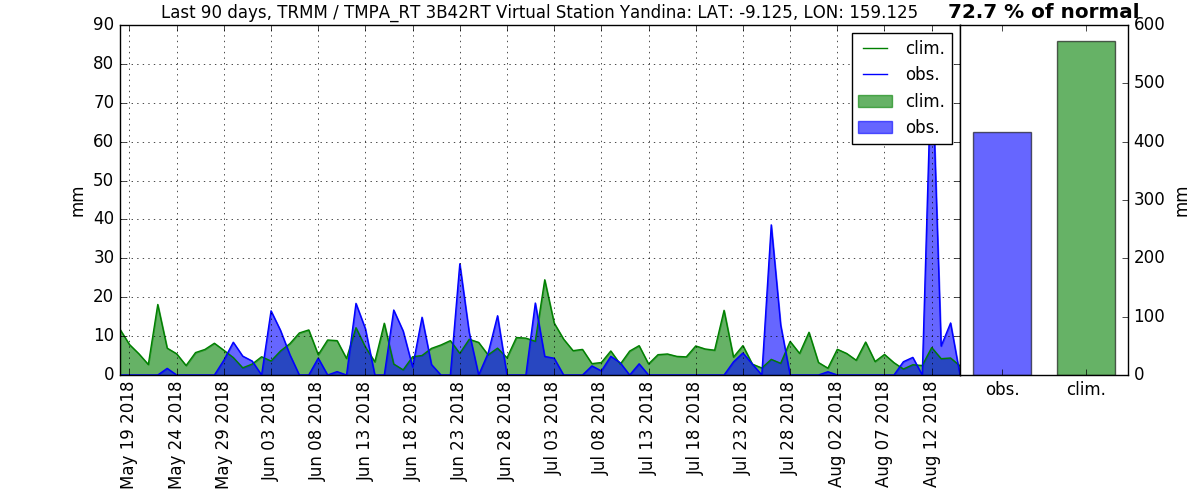 Last 90 days, TRMM / TMPA_RT 3B42RT Virtual Station Yandina: LAT: -9.125, LON: 159.125
72.7 % of normal
90
80
70
60
50
40
30
20
10
0
mm
clim.
obs.
clim.
obs.
600
500
400
300
200
100
0
mm
May 19 2018
May 24 2018
May 29 2018
Jun 03 2018
Jun 08 2018
Jun 13 2018
Jun 18 2018
Jun 23 2018
Jun 28 2018
Jul 03 2018
Jul 08 2018
Jul 13 2018
Jul 18 2018
Jul 23 2018
Jul 28 2018
Aug 02 2018
Aug 07 2018
Aug 12 2018
obs.
clim.